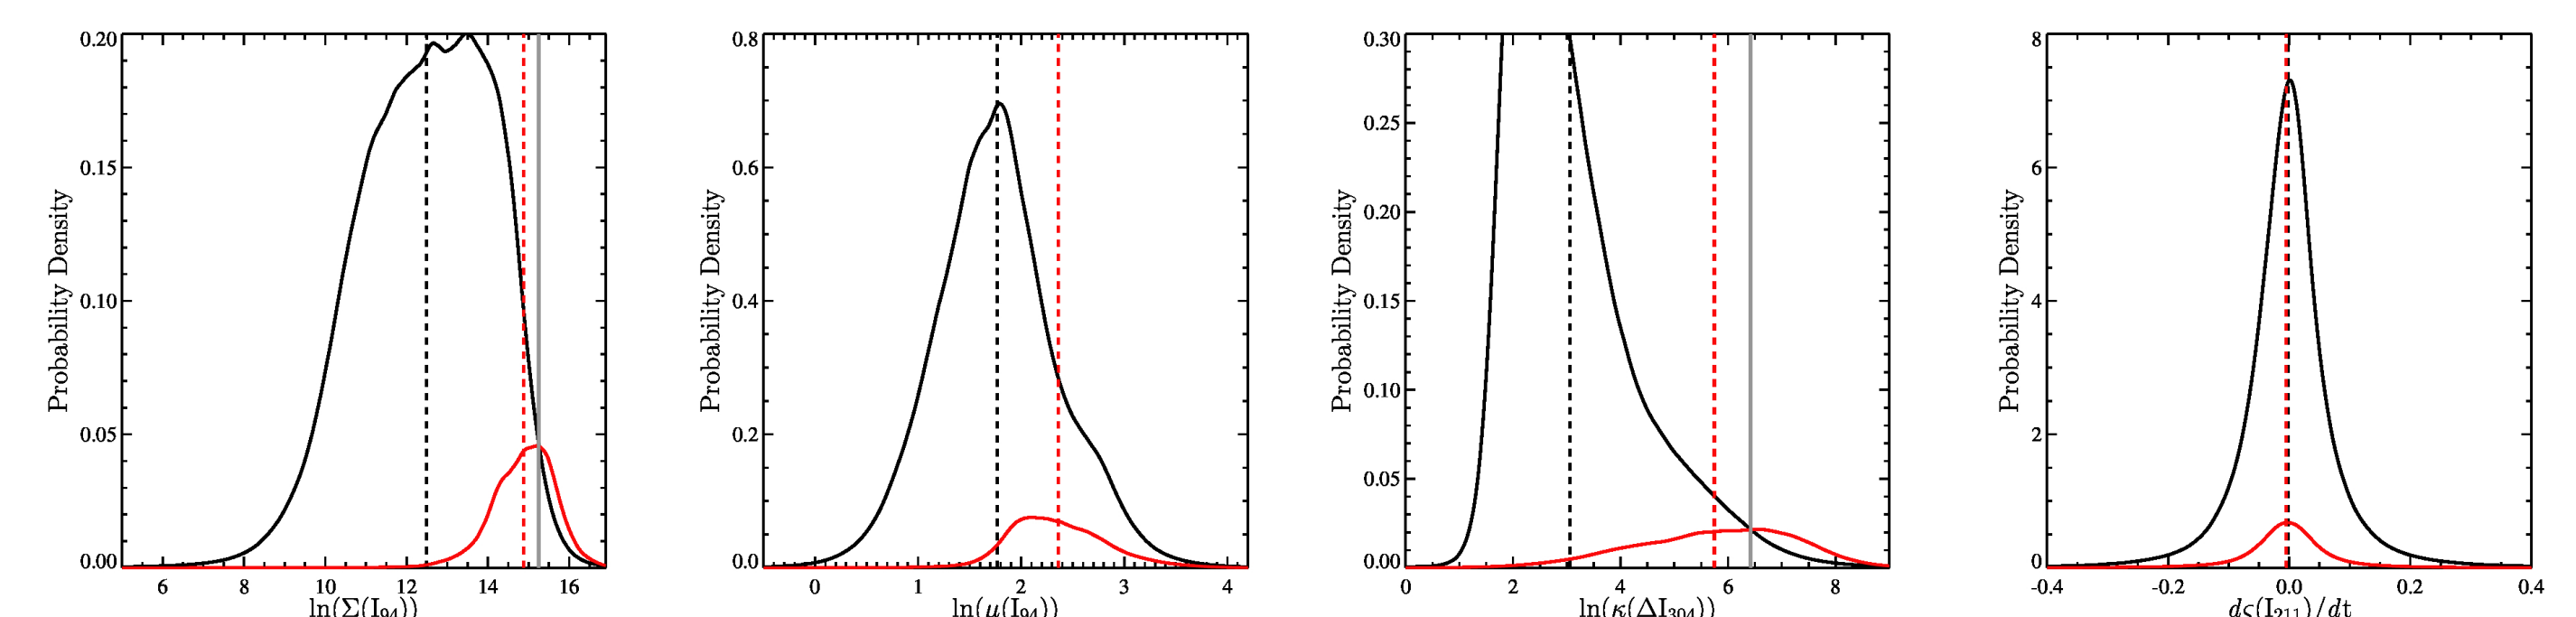 Probability Density
0.20
0.15
0.10
0.05
0.00
6 8 10 12 14 16
ln(Σ(I₉₄))
Probability Density
0.8
0.6
0.4
0.2
0.0
0 1 2 3 4
ln(μ(I₉₄))
Probability Density
0.30
0.25
0.20
0.15
0.10
0.05
0.00
0 2 4 6 8
ln(κ(ΔI₃₀₄))
Probability Density
8
6
4
2
0
-0.4 -0.2 0.0 0.2 0.4
dς(I₂₁₁)/dt